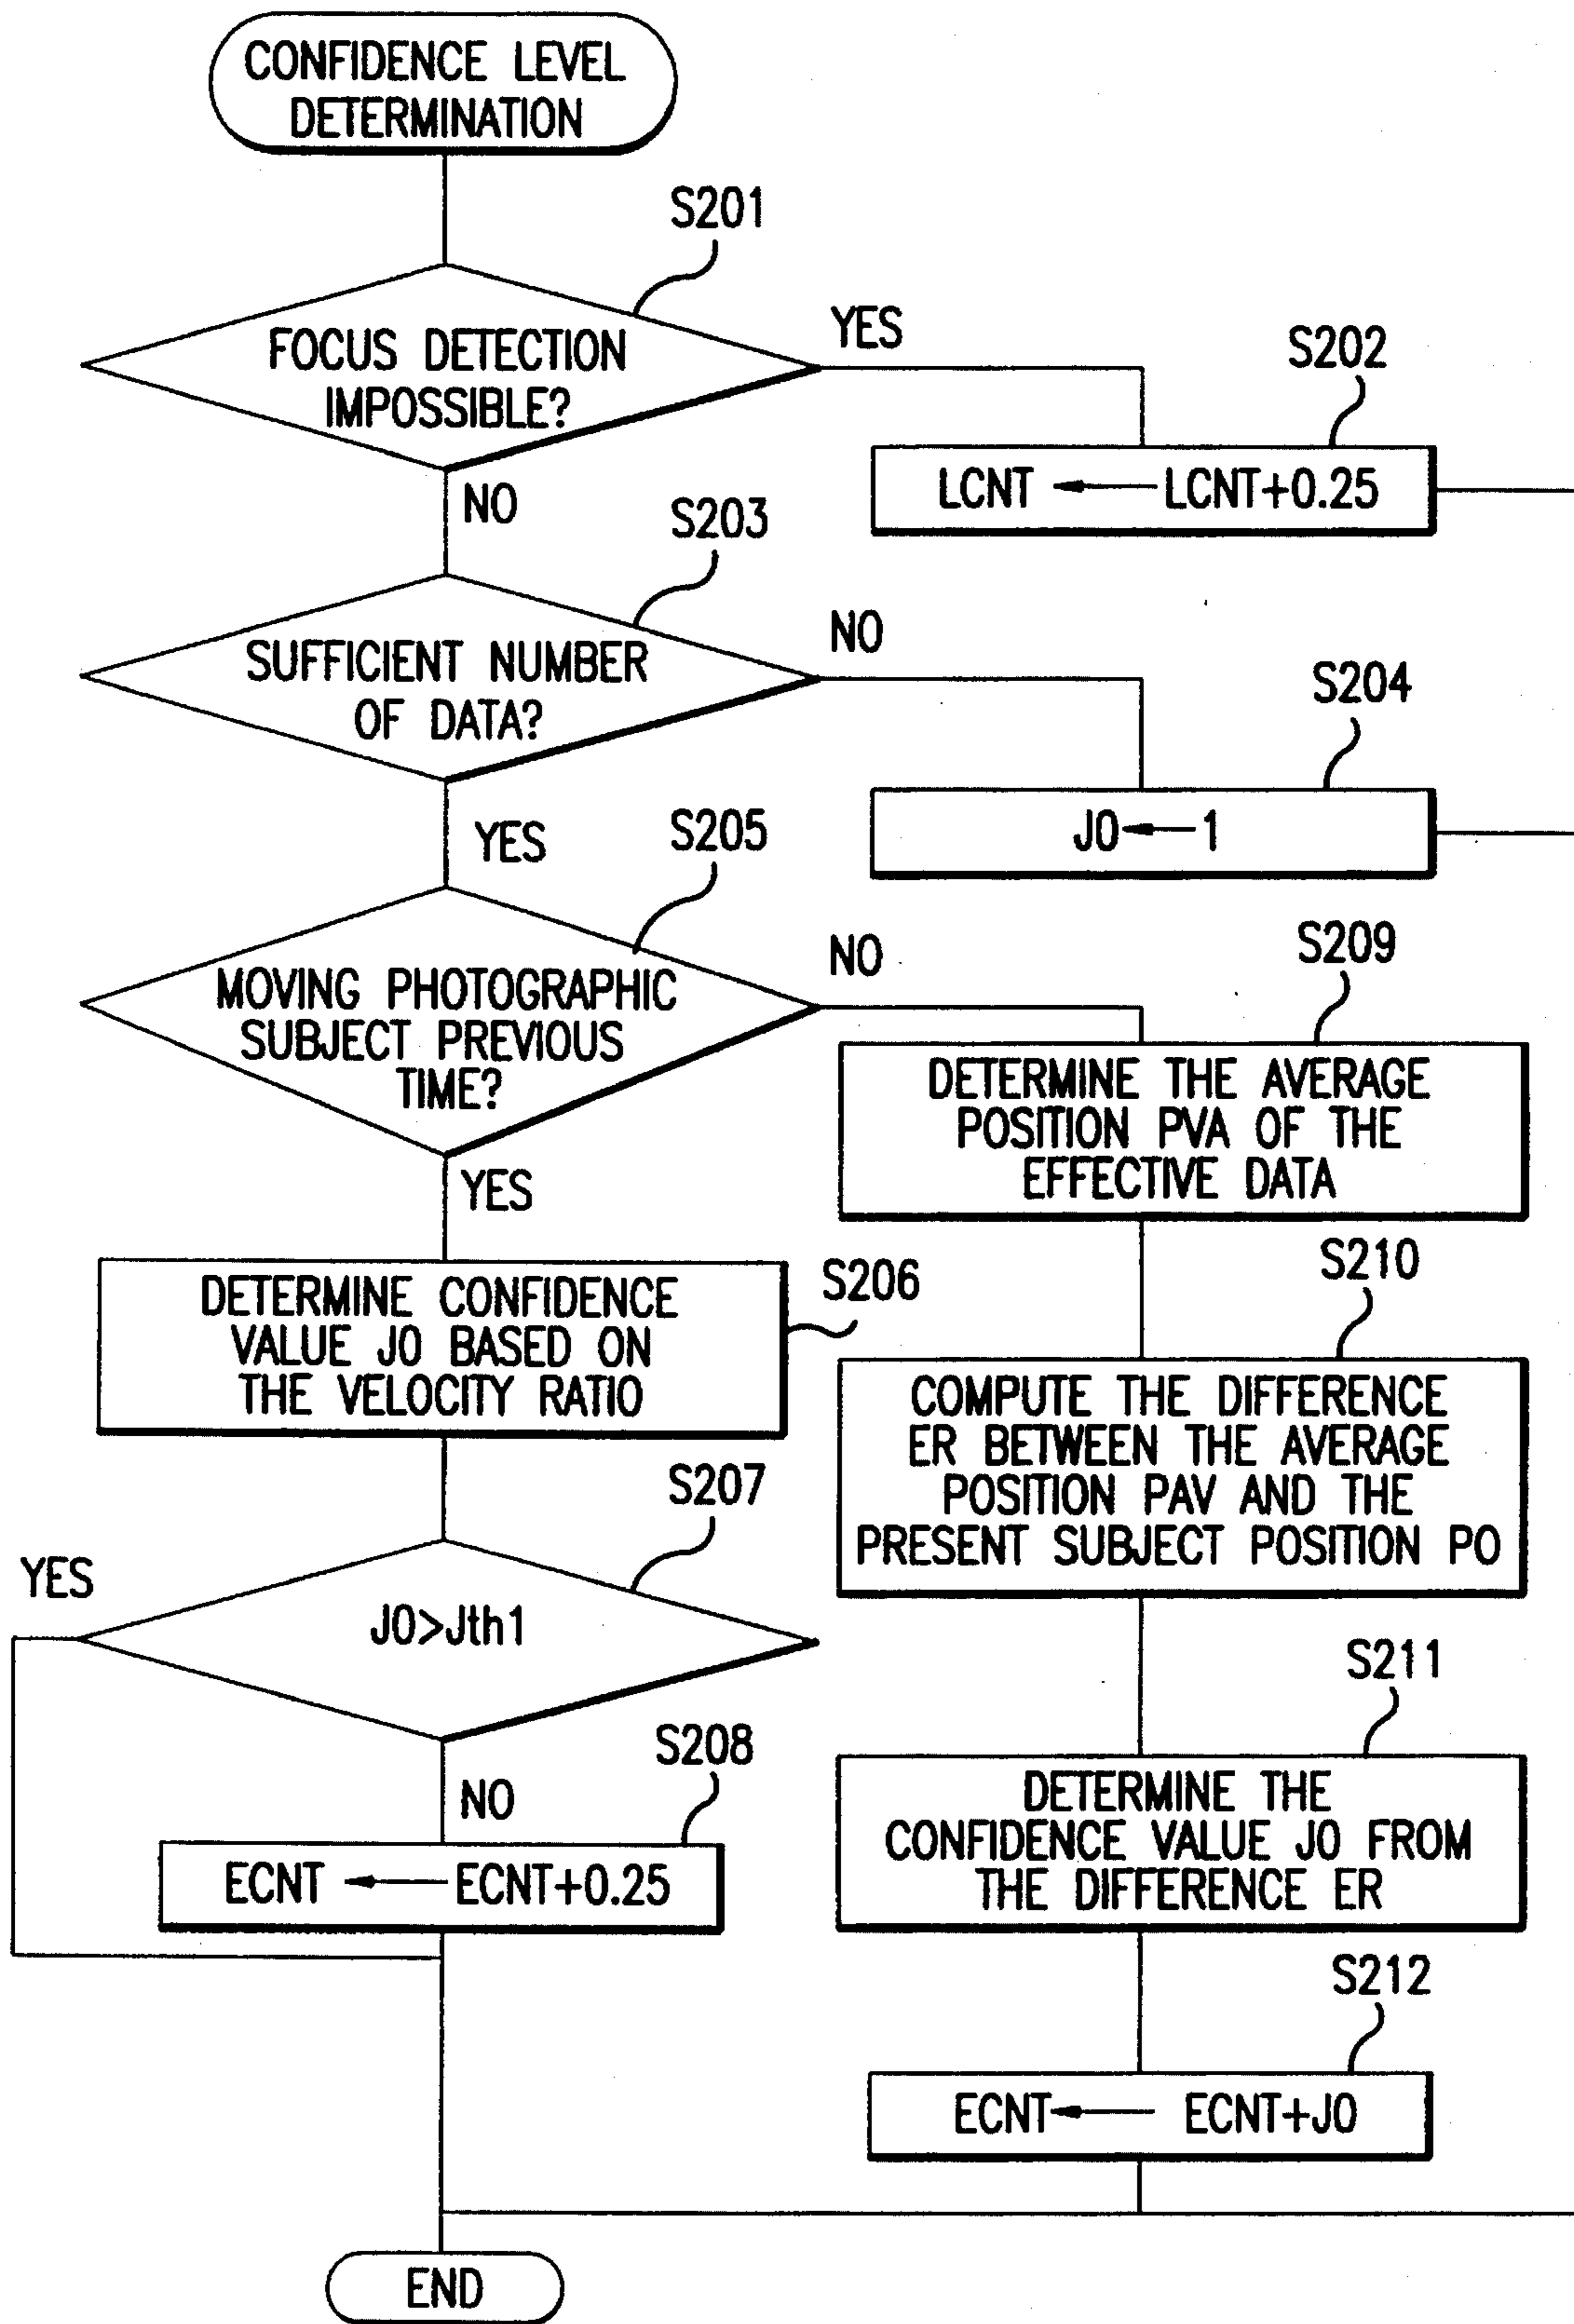 CONFIDENCE LEVEL
DETERMINATION
S201
FOCUS DETECTION
IMPOSSIBLE?
YES
S202
LCNT ← LCNT+0.25
NO
S203
SUFFICIENT NUMBER
OF DATA?
NO
S204
J0 ← 1
YES
S205
MOVING PHOTOGRAPHIC
SUBJECT PREVIOUS
TIME?
NO
S209
DETERMINE THE AVERAGE
POSITION PVA OF THE
EFFECTIVE DATA
YES
S206
DETERMINE CONFIDENCE
VALUE J0 BASED ON
THE VELOCITY RATIO
S210
COMPUTE THE DIFFERENCE
ER BETWEEN THE AVERAGE
POSITION PAV AND THE
PRESENT SUBJECT POSITION PO
S207
YES
J0>Jth1
S211
DETERMINE THE
CONFIDENCE VALUE J0 FROM
THE DIFFERENCE ER
NO
S208
ECNT ← ECNT+0.25
S212
ECNT ← ECNT+J0
END